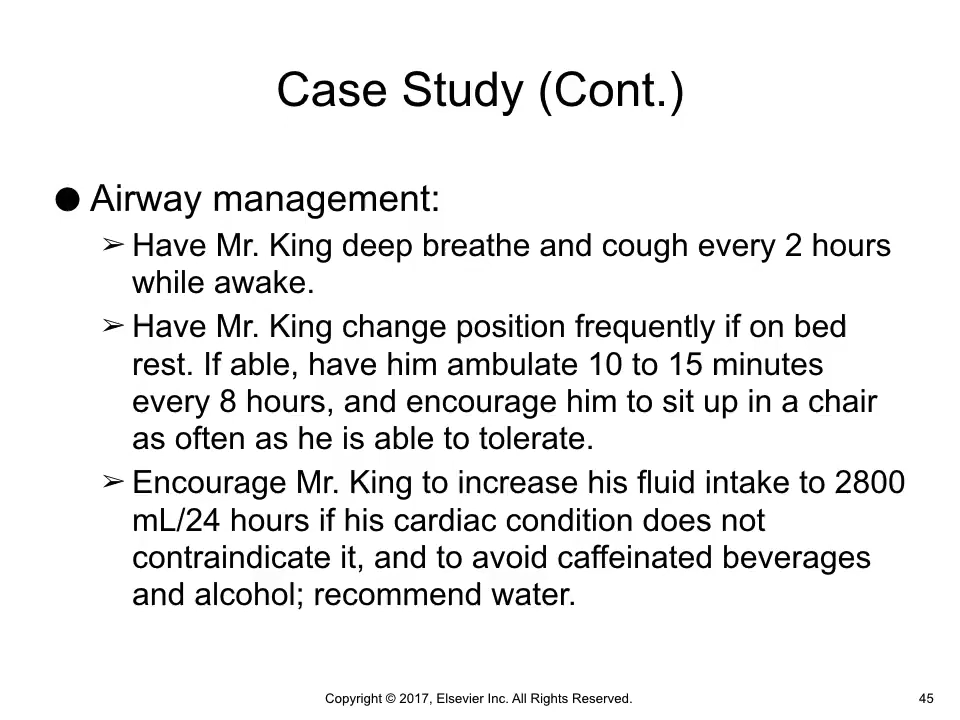 Case Study (Cont.)
● Airway management:
➢ Have Mr. King deep breathe and cough every 2 hours
while awake.
➢ Have Mr. King change position frequently if on bed
rest. If able, have him ambulate 10 to 15 minutes
every 8 hours, and encourage him to sit up in a chair
as often as he is able to tolerate.
➢ Encourage Mr. King to increase his fluid intake to 2800
mL/24 hours if his cardiac condition does not
contraindicate it, and to avoid caffeinated beverages
and alcohol; recommend water.
Copyright © 2017, Elsevier Inc. All Rights Reserved.
45